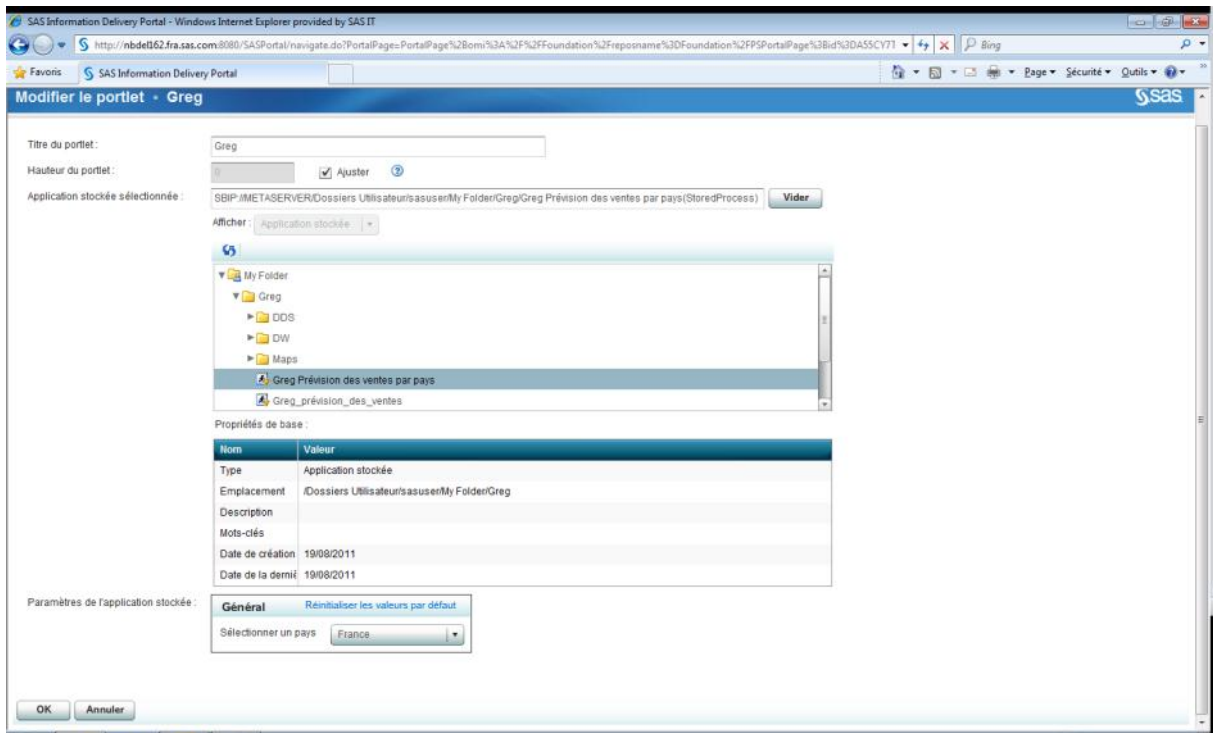 SAS Information Delivery Portal - Windows Internet Explorer provided by SAS IT
http://nbdel162.fra.sas.com:8080/SASPortal/navigate.do?PortalPage=PortalPage%2Bomi%3A%2F%2FFoundation%2Freposname%3DFoundation%2FPSPortalPage%3Bid%3DA55CY77
Bing
Favoris SAS Information Delivery Portal Page Sécurité Outils
Modifier le portlet • Greg sas
Titre du portlet : Greg
Hauteur du portlet : 0 Ajuster ?
Application stockée sélectionnée : SBIP://METASERVER/Dossiers Utilisateur/sasuser/My Folder/Greg/Greg Prévision des ventes par pays(StoredProcess) Vider
Afficher : Application stockée
My Folder
Greg
DDS
DW
Maps
Greg Prévision des ventes par pays
Greg_prévision_des_ventes
Propriétés de base :
Nom Valeur
Type Application stockée
Emplacement /Dossiers Utilisateur/sasuser/My Folder/Greg
Description
Mots-clés
Date de création 19/08/2011
Date de la derniè 19/08/2011
Paramètres de l'application stockée :
Général Réinitialiser les valeurs par défaut
Sélectionner un pays France
OK Annuler